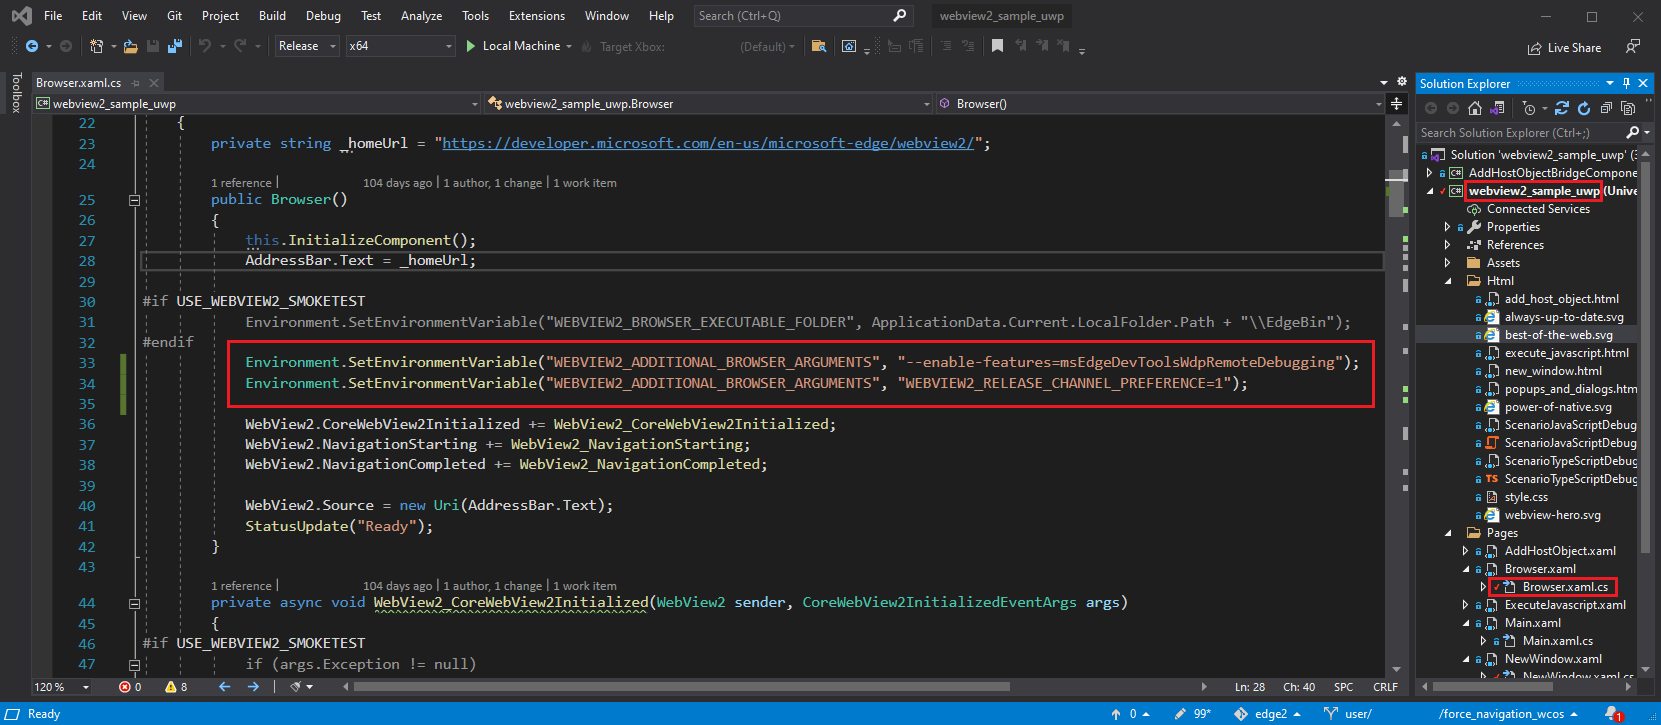 File Edit View Git Project Build Debug Test Analyze Tools Extensions Window Help Search (Ctrl+Q) webview2_sample_uwp
Release x64 Local Machine Target Xbox: (Default) Live Share
Toolbox
Browser.xaml.cs
webview2_sample_uwp webview2_sample_uwp.Browser Browser()
22 {
23 private string _homeUrl = "https://developer.microsoft.com/en-us/microsoft-edge/webview2/";
24
1 reference | 104 days ago | 1 author, 1 change | 1 work item
25 public Browser()
26 {
27 this.InitializeComponent();
28 AddressBar.Text = _homeUrl;
29
30 #if USE_WEBVIEW2_SMOKETEST
31 Environment.SetEnvironmentVariable("WEBVIEW2_BROWSER_EXECUTABLE_FOLDER", ApplicationData.Current.LocalFolder.Path + "\\EdgeBin");
32 #endif
33 Environment.SetEnvironmentVariable("WEBVIEW2_ADDITIONAL_BROWSER_ARGUMENTS", "--enable-features=msEdgeDevToolsWdpRemoteDebugging");
34 Environment.SetEnvironmentVariable("WEBVIEW2_ADDITIONAL_BROWSER_ARGUMENTS", "WEBVIEW2_RELEASE_CHANNEL_PREFERENCE=1");
35
36 WebView2.CoreWebView2Initialized += WebView2_CoreWebView2Initialized;
37 WebView2.NavigationStarting += WebView2_NavigationStarting;
38 WebView2.NavigationCompleted += WebView2_NavigationCompleted;
39
40 WebView2.Source = new Uri(AddressBar.Text);
41 StatusUpdate("Ready");
42 }
43
1 reference | 104 days ago | 1 author, 1 change | 1 work item
44 private async void WebView2_CoreWebView2Initialized(WebView2 sender, CoreWebView2InitializedEventArgs args)
45 {
46 #if USE_WEBVIEW2_SMOKETEST
47 if (args.Exception != null)
120 % 0 8 Ln: 28 Ch: 40 SPC CRLF
Solution Explorer
Search Solution Explorer (Ctrl+;)
Solution 'webview2_sample_uwp' (3
AddHostObjectBridgeCompone
webview2_sample_uwp (Unive
Connected Services
Properties
References
Assets
Html
add_host_object.html
always-up-to-date.svg
best-of-the-web.svg
execute_javascript.html
new_window.html
popups_and_dialogs.htm
power-of-native.svg
ScenarioJavaScriptDebug
ScenarioJavaScriptDebug
ScenarioTypeScriptDebug
TS ScenarioTypeScriptDebug
style.css
webview-hero.svg
Pages
AddHostObject.xaml
Browser.xaml
Browser.xaml.cs
ExecuteJavascript.xaml
Main.xaml
Main.xaml.cs
NewWindow.xaml
NewWindow.xaml.cs
Ready 0 99* edge2 user/ /force_navigation_wcos 1